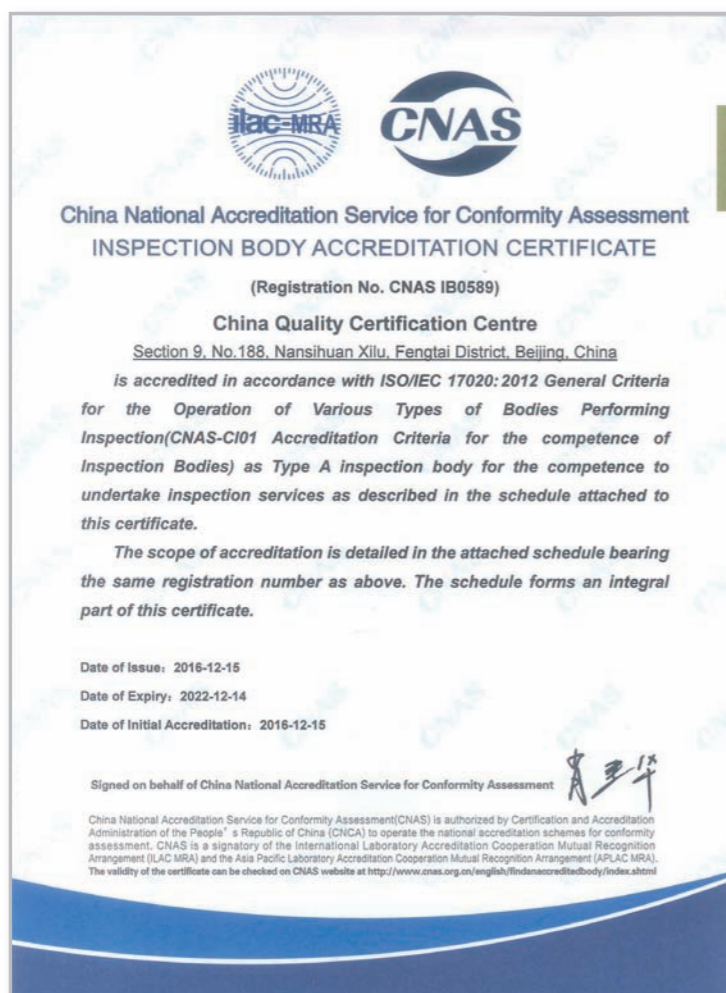 ilac-MRA
CNAS
China National Accreditation Service for Conformity Assessment
INSPECTION BODY ACCREDITATION CERTIFICATE
(Registration No. CNAS IB0589)
China Quality Certification Centre
Section 9, No.188, Nansihuan Xilu, Fengtai District, Beijing, China
is accredited in accordance with ISO/IEC 17020:2012 General Criteria
for the Operation of Various Types of Bodies Performing
Inspection(CNAS-CI01 Accreditation Criteria for the competence of
Inspection Bodies) as Type A inspection body for the competence to
undertake inspection services as described in the schedule attached to
this certificate.
The scope of accreditation is detailed in the attached schedule bearing
the same registration number as above. The schedule forms an integral
part of this certificate.
Date of Issue：2016-12-15
Date of Expiry：2022-12-14
Date of Initial Accreditation：2016-12-15
Signed on behalf of China National Accreditation Service for Conformity Assessment
China National Accreditation Service for Conformity Assessment(CNAS) is authorized by Certification and Accreditation
Administration of the People’ s Republic of China (CNCA) to operate the national accreditation schemes for conformity
assessment. CNAS is a signatory of the International Laboratory Accreditation Cooperation Mutual Recognition
Arrangement (ILAC MRA) and the Asia Pacific Laboratory Accreditation Cooperation Mutual Recognition Arrangement (APLAC MRA).
The validity of the certificate can be checked on CNAS website at http://www.cnas.org.cn/english/findanaccreditedbody/index.shtml